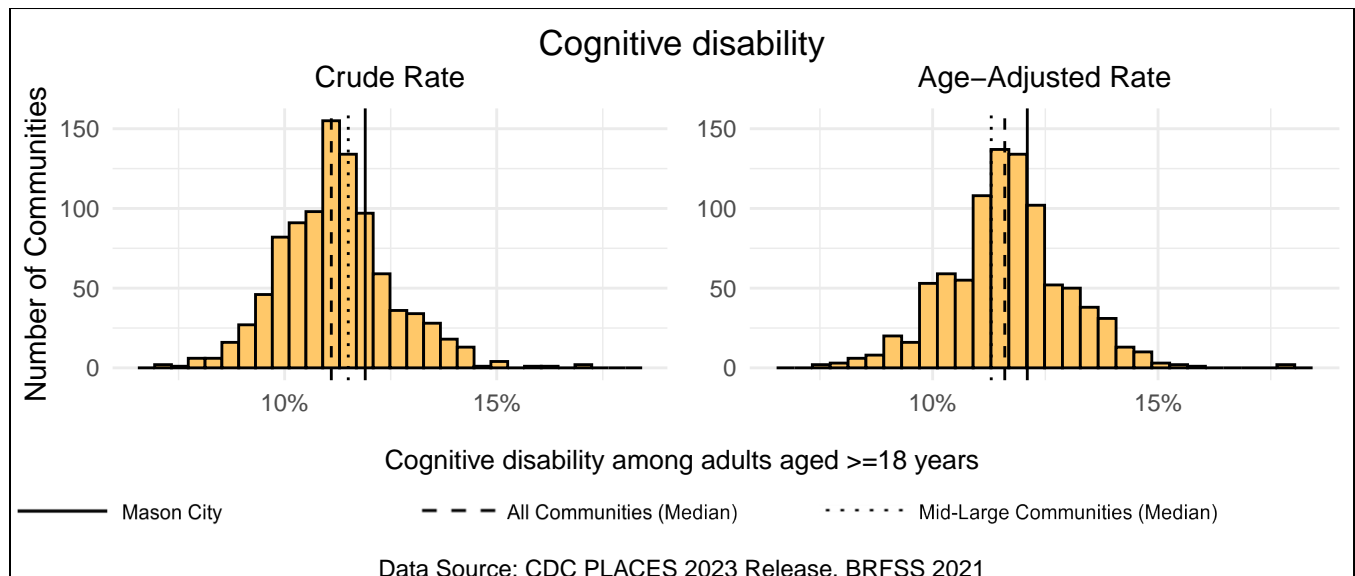 Cognitive disability
Crude Rate
Age−Adjusted Rate
Number of Communities
150
100
50
0
10%
15%
150
100
50
0
10%
15%
Cognitive disability among adults aged >=18 years
Mason City
All Communities (Median)
Mid-Large Communities (Median)
Data Source: CDC PLACES 2023 Release, BRFSS 2021